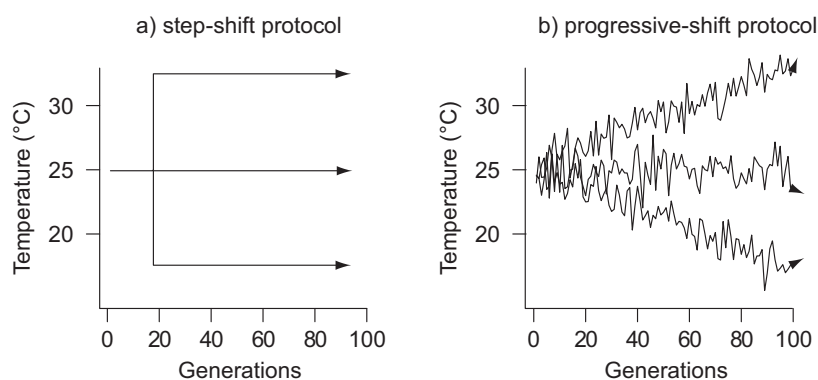 a) step-shift protocol
Temperature (°C)
30
25
20
0 20 40 60 80 100
Generations
b) progressive-shift protocol
Temperature (°C)
30
25
20
0 20 40 60 80 100
Generations